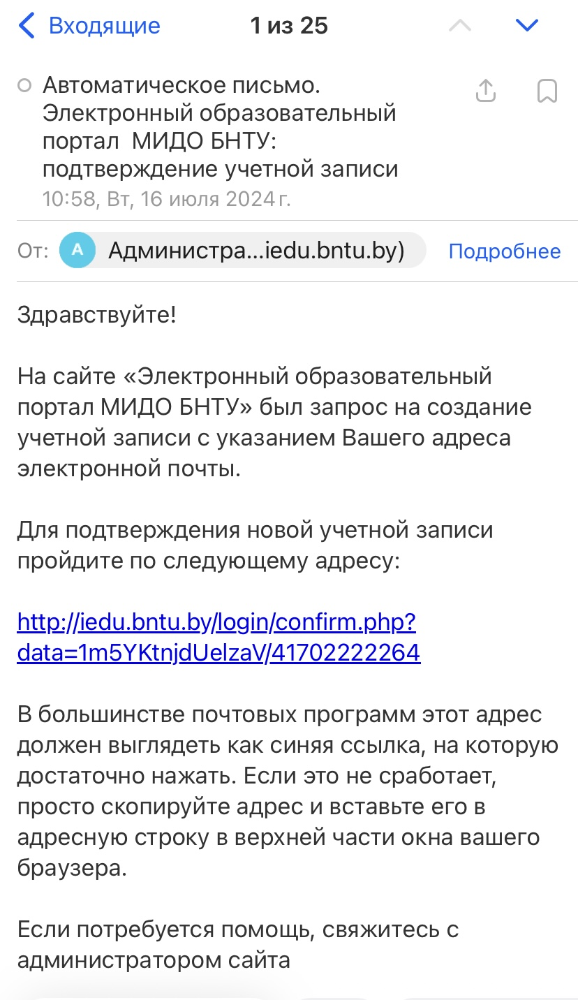 Входящие
1 из 25
Автоматическое письмо.
Электронный образовательный
портал МИДО БНТУ:
подтверждение учетной записи
10:58, Вт, 16 июля 2024 г.
От: А Администра...iedu.bntu.by) Подробнее
Здравствуйте!
На сайте «Электронный образовательный
портал МИДО БНТУ» был запрос на создание
учетной записи с указанием Вашего адреса
электронной почты.
Для подтверждения новой учетной записи
пройдите по следующему адресу:
http://iedu.bntu.by/login/confirm.php?
data=1m5YKtnjdUelzaV/41702222264
В большинстве почтовых программ этот адрес
должен выглядеть как синяя ссылка, на которую
достаточно нажать. Если это не сработает,
просто скопируйте адрес и вставьте его в
адресную строку в верхней части окна вашего
браузера.
Если потребуется помощь, свяжитесь с
администратором сайта